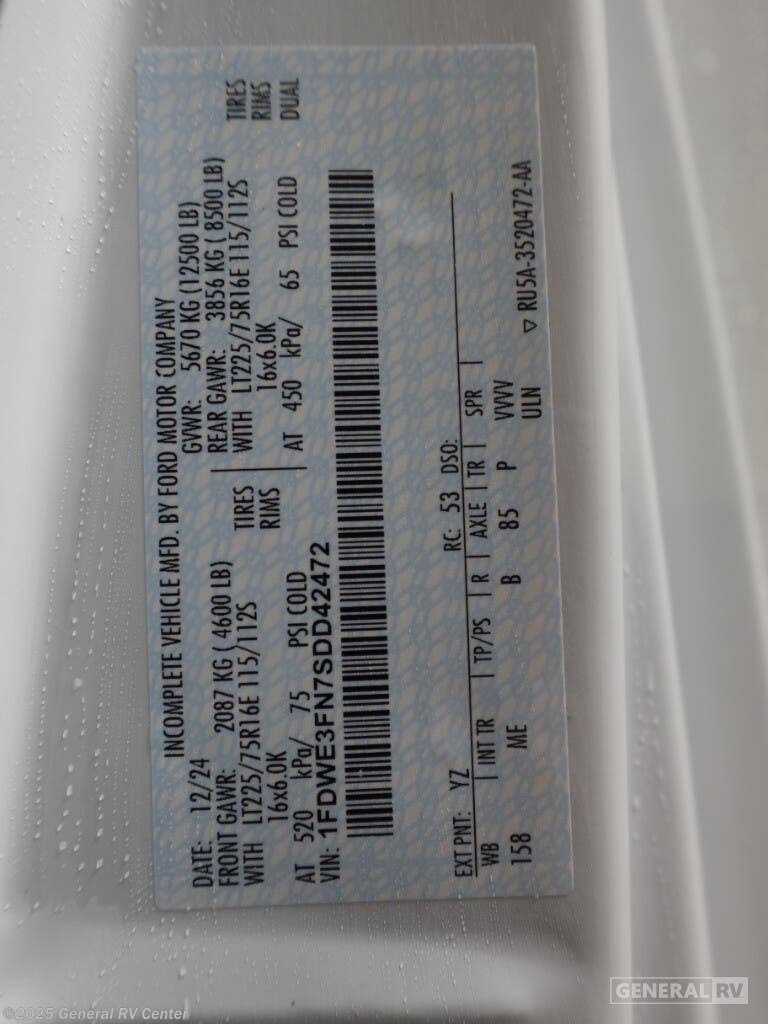 INCOMPLETE VEHICLE MFD. BY FORD MOTOR COMPANY
DATE: 12/24 GVWR: 5670 KG (12500 LB)
FRONT GAWR: 2087 KG ( 4600 LB) REAR GAWR: 3856 KG ( 8500 LB)
WITH LT225/75R16E 115/112S TIRES WITH LT225/75R16E 115/112S TIRES
16x6.0K RIMS 16x6.0K RIMS
AT 520 kPa/ 75 PSI COLD AT 450 kPa/ 65 PSI COLD DUAL
VIN: 1FDWE3FN7SDD42472
EXT PNT: YZ RC: 53 DSO:
WB INT TR TP/PS R AXLE TR SPR
158 ME B 85 P VVVV
ULN
▽ RU5A-3520472-AA
GENERAL RV
©2025 General RV Center